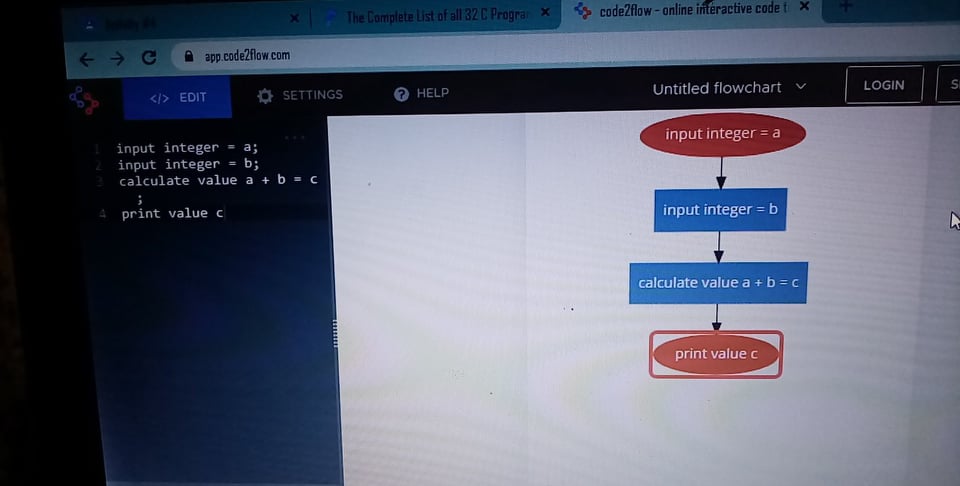 The Complete List of all 32 C Progra
code2flow - online interactive code t
app.code2flow.com
</> EDIT
SETTINGS
? HELP
Untitled flowchart
LOGIN
S
1 input integer = a;
2 input integer = b;
3 calculate value a + b = c
;
4 print value c
input integer = a
input integer = b
calculate value a + b = c
print value c